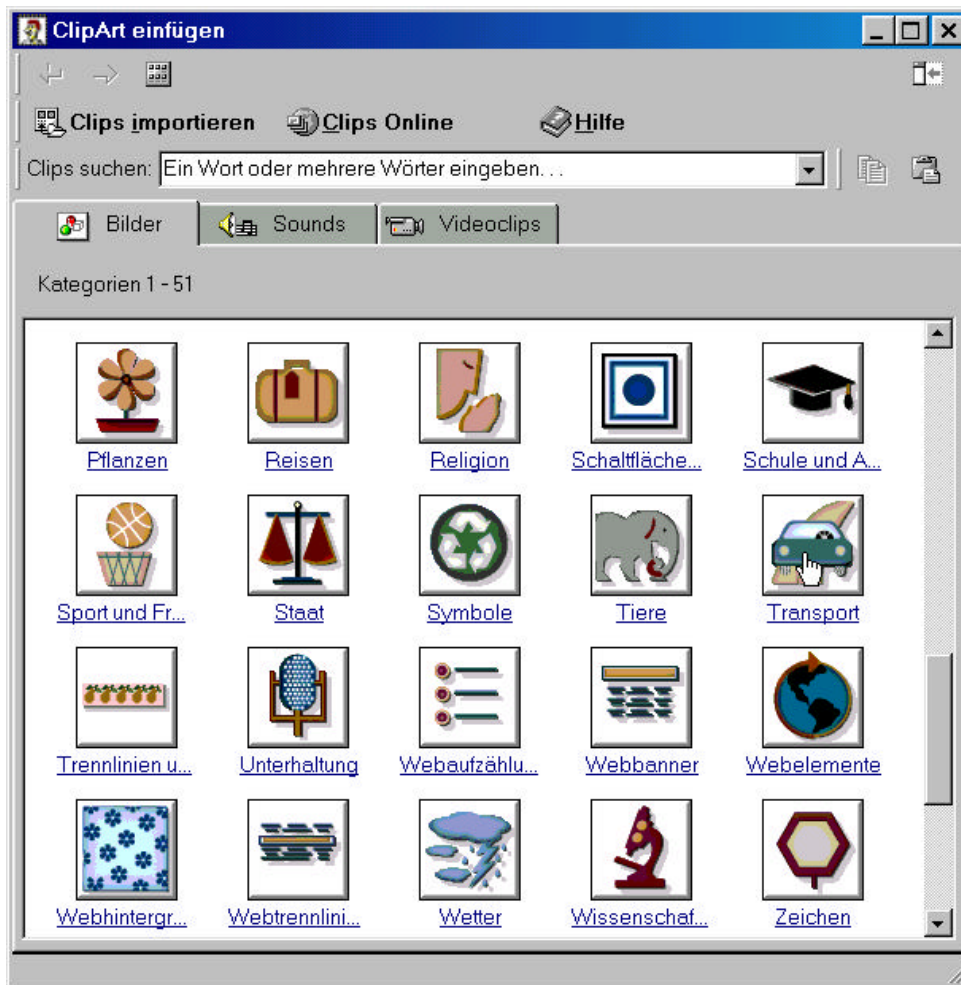 ClipArt einfügen
Clips importieren Clips Online Hilfe
Clips suchen: Ein Wort oder mehrere Wörter eingeben. . .
Bilder Sounds Videoclips
Kategorien 1 - 51
Pflanzen Reisen Religion Schaltfläche... Schule und A...
Sport und Fr... Staat Symbole Tiere Transport
Trennlinien u... Unterhaltung Webaufzählu... Webbanner Webelemente
Webhintergr... Webtrennlini... Wetter Wissenschaf... Zeichen